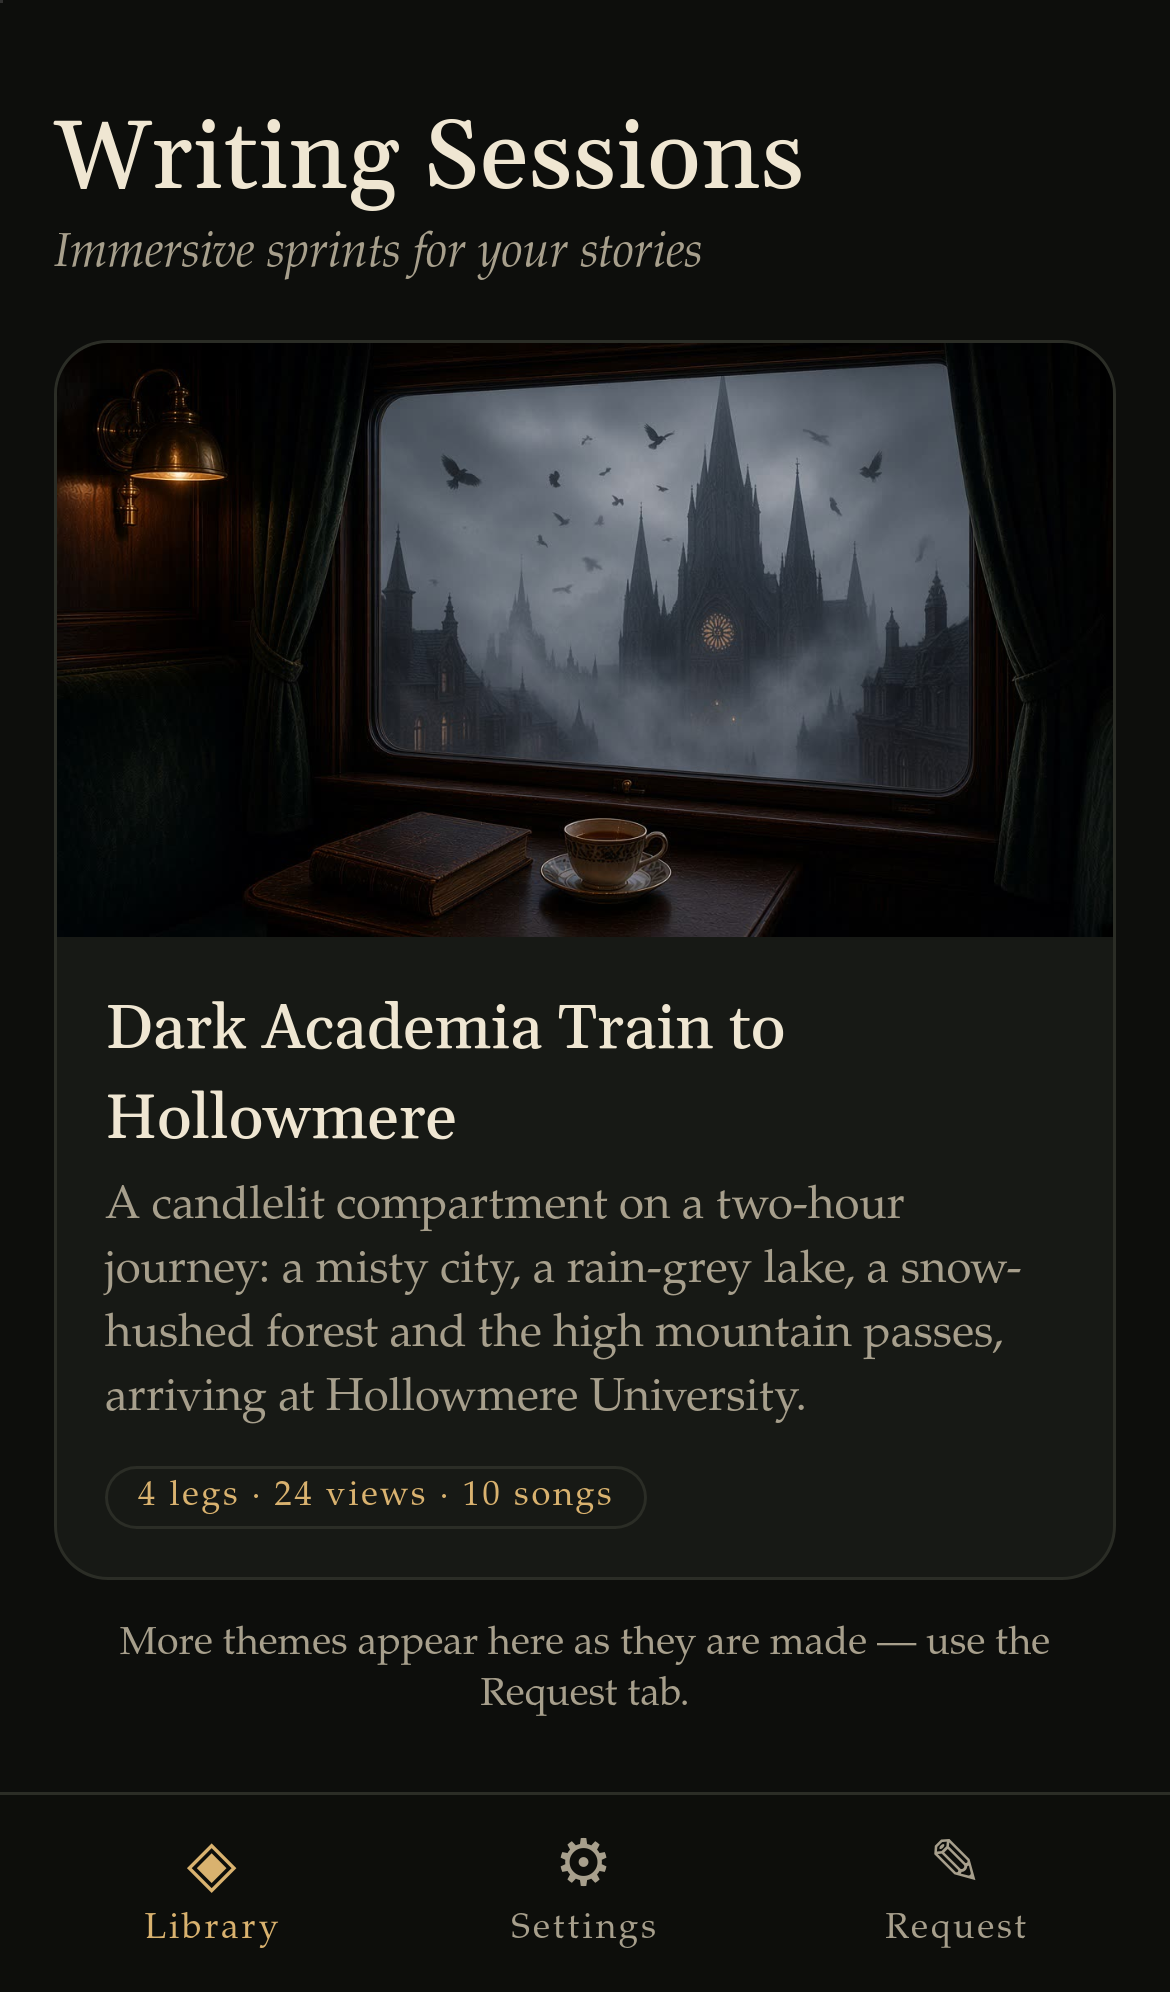 Writing Sessions
Immersive sprints for your stories
Dark Academia Train to
Hollowmere
A candlelit compartment on a two-hour
journey: a misty city, a rain-grey lake, a snow-
hushed forest and the high mountain passes,
arriving at Hollowmere University.
4 legs · 24 views · 10 songs
More themes appear here as they are made — use the
Request tab.
Library
Settings
Request